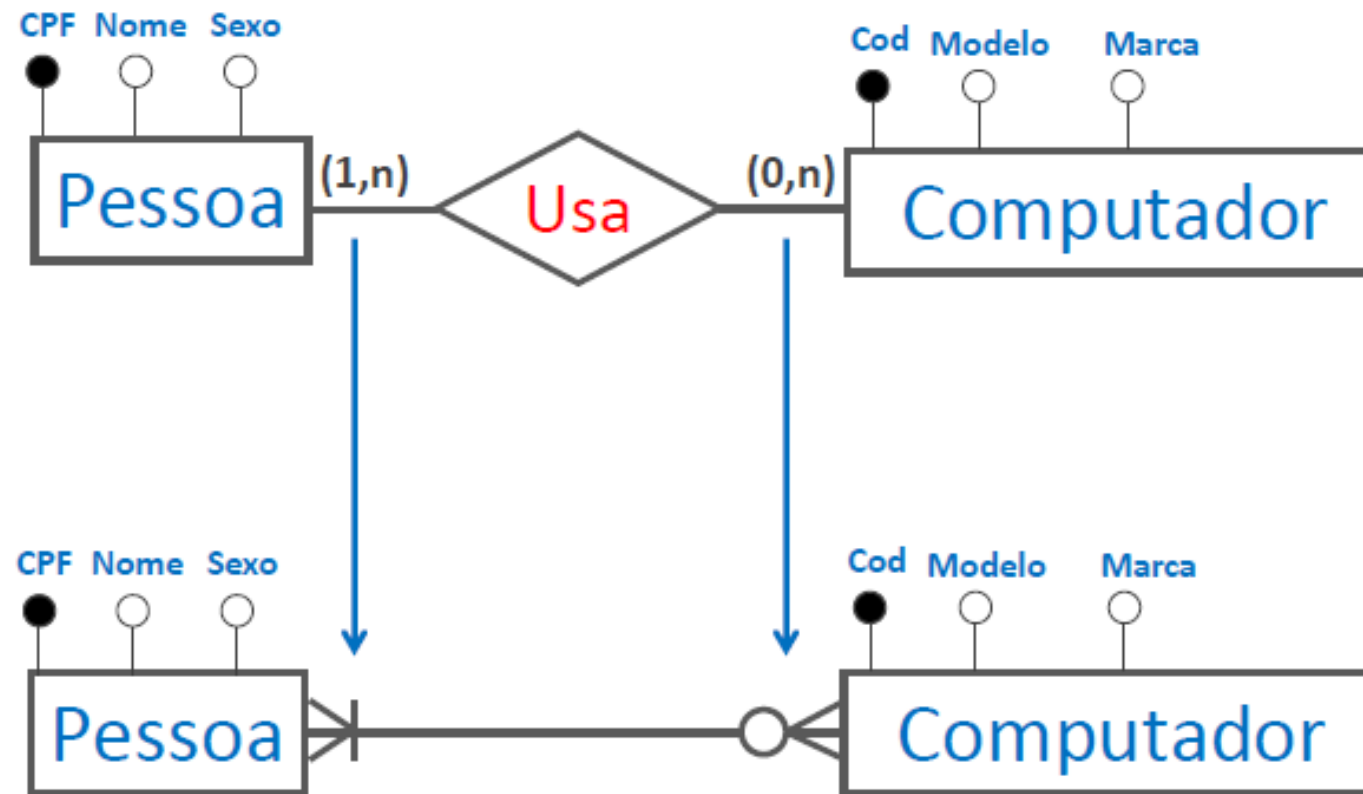 CPF Nome Sexo
Cod Modelo Marca
Pessoa (1,n) Usa (0,n) Computador
CPF Nome Sexo
Cod Modelo Marca
Pessoa Computador